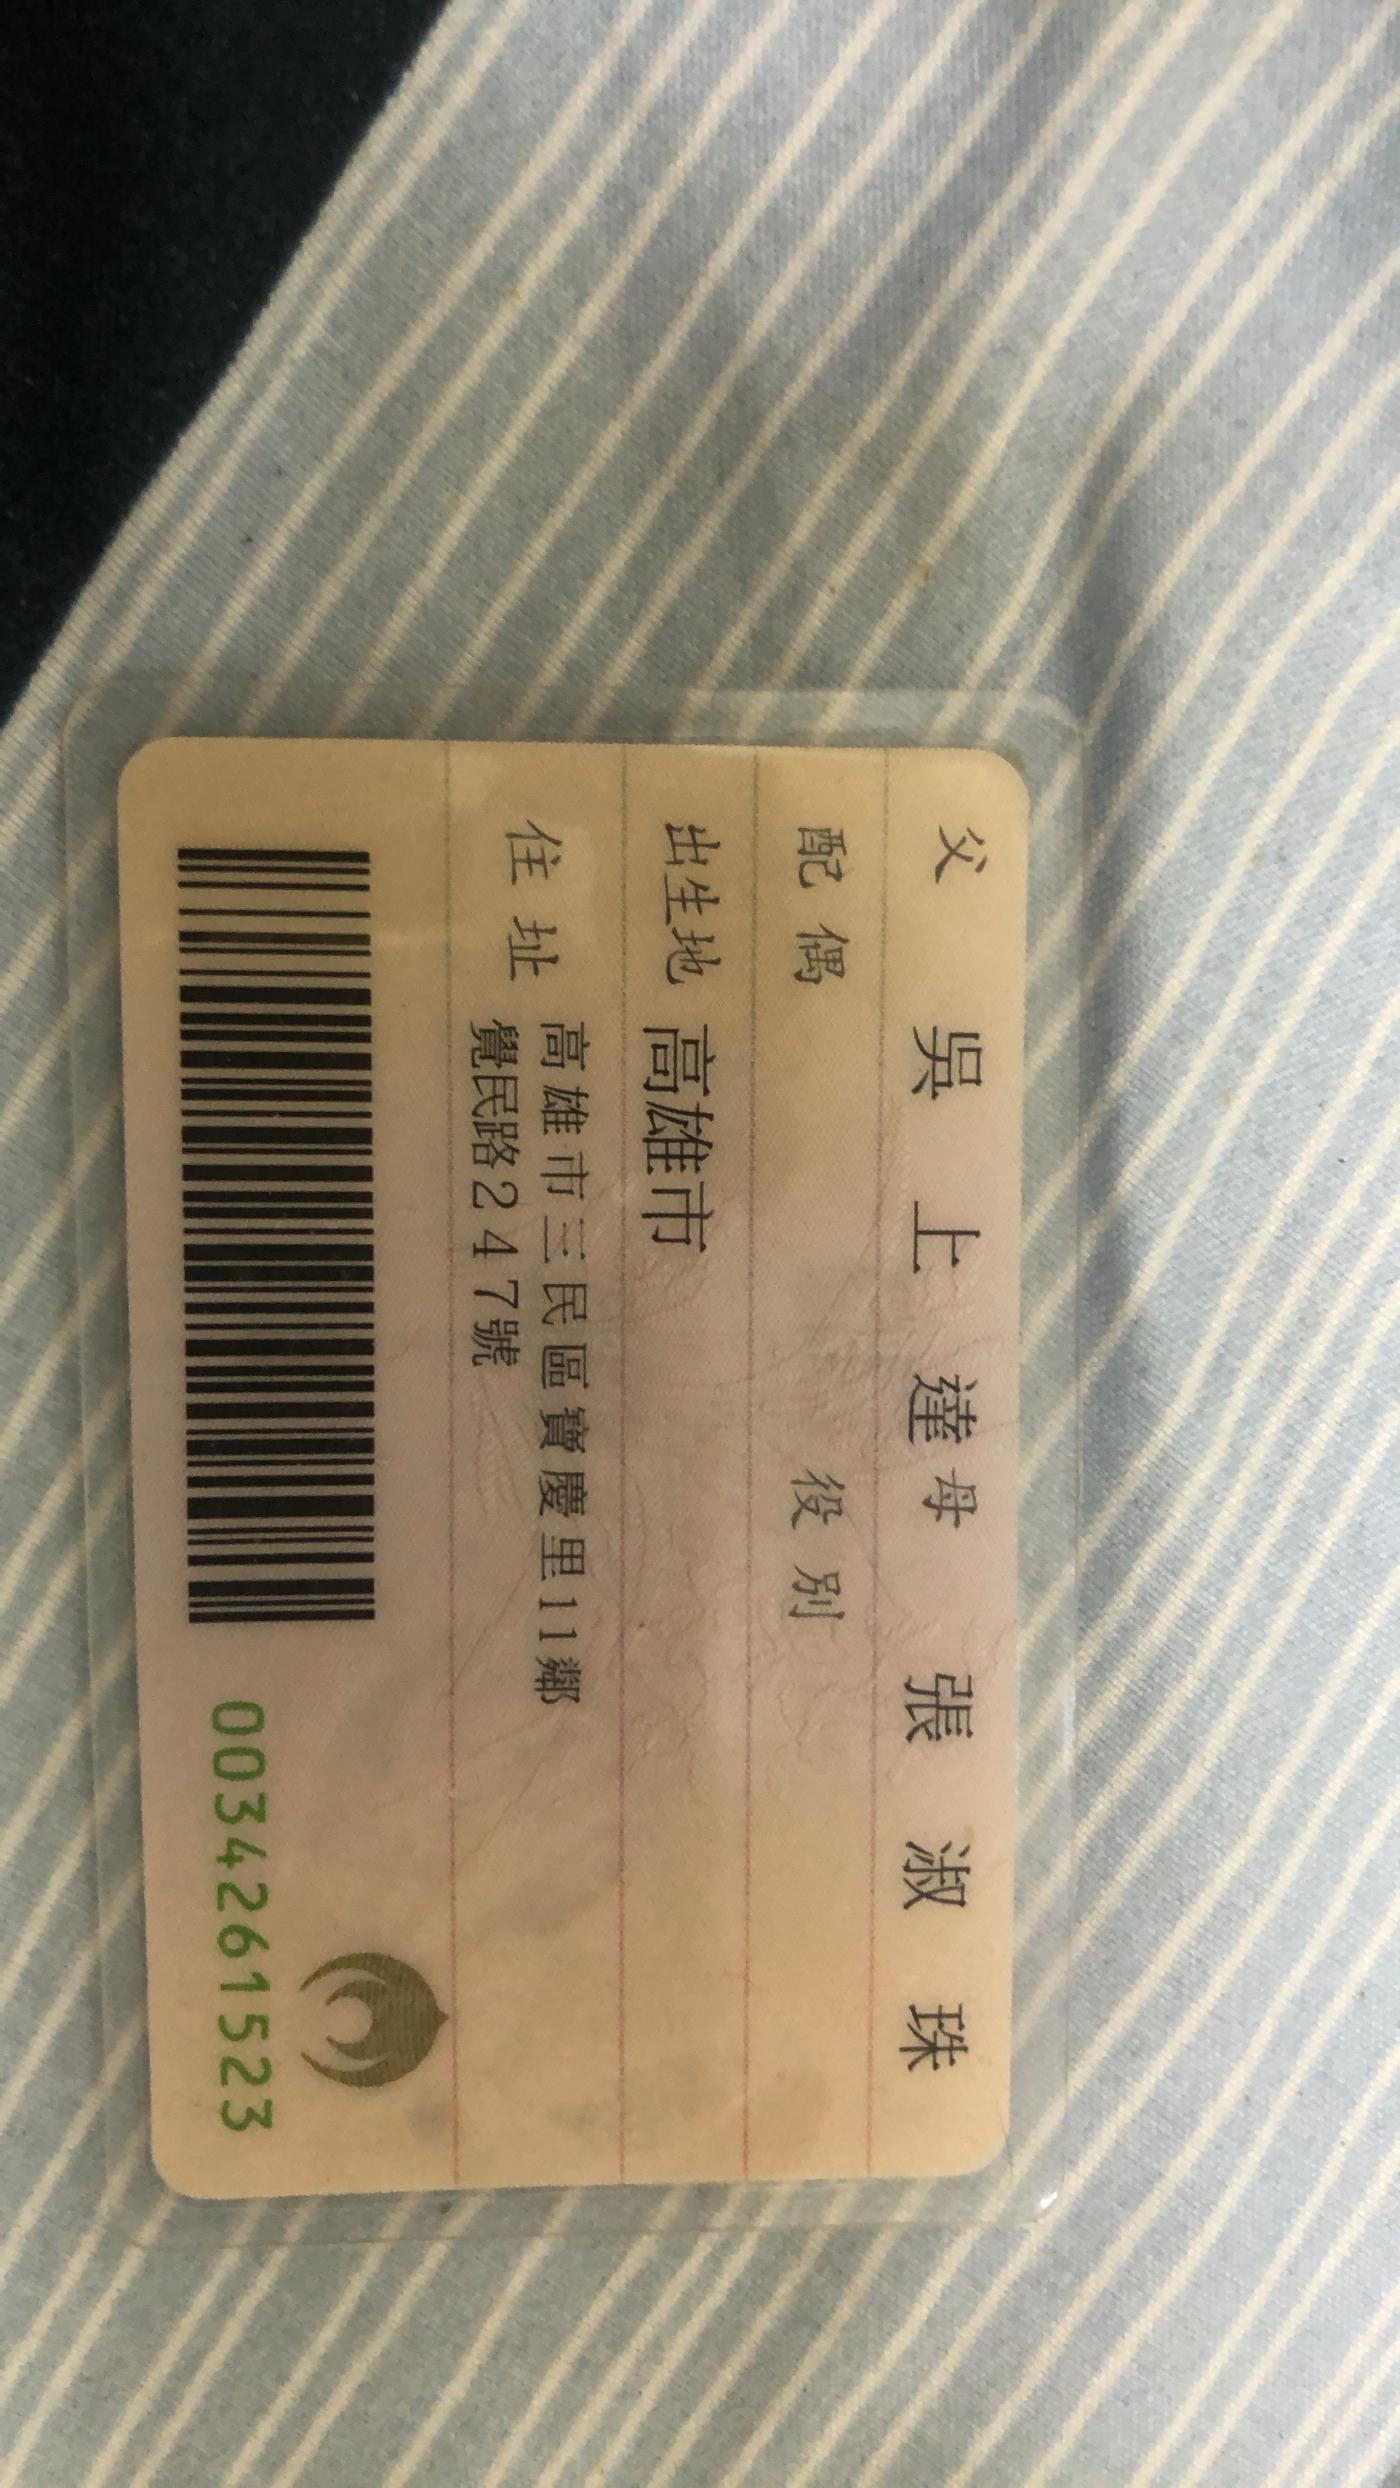 父 吳上達 母 張淑珠
配偶 役別
出生地 高雄市
住址 高雄市三民區寶慶里11鄰
覺民路247號
0034261523